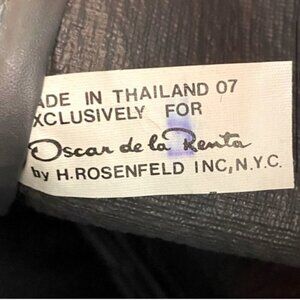 ADE IN THAILAND 07
XCLUSIVELY FOR
Oscar de la Renta
by H.ROSENFELD INC,N.Y.C.